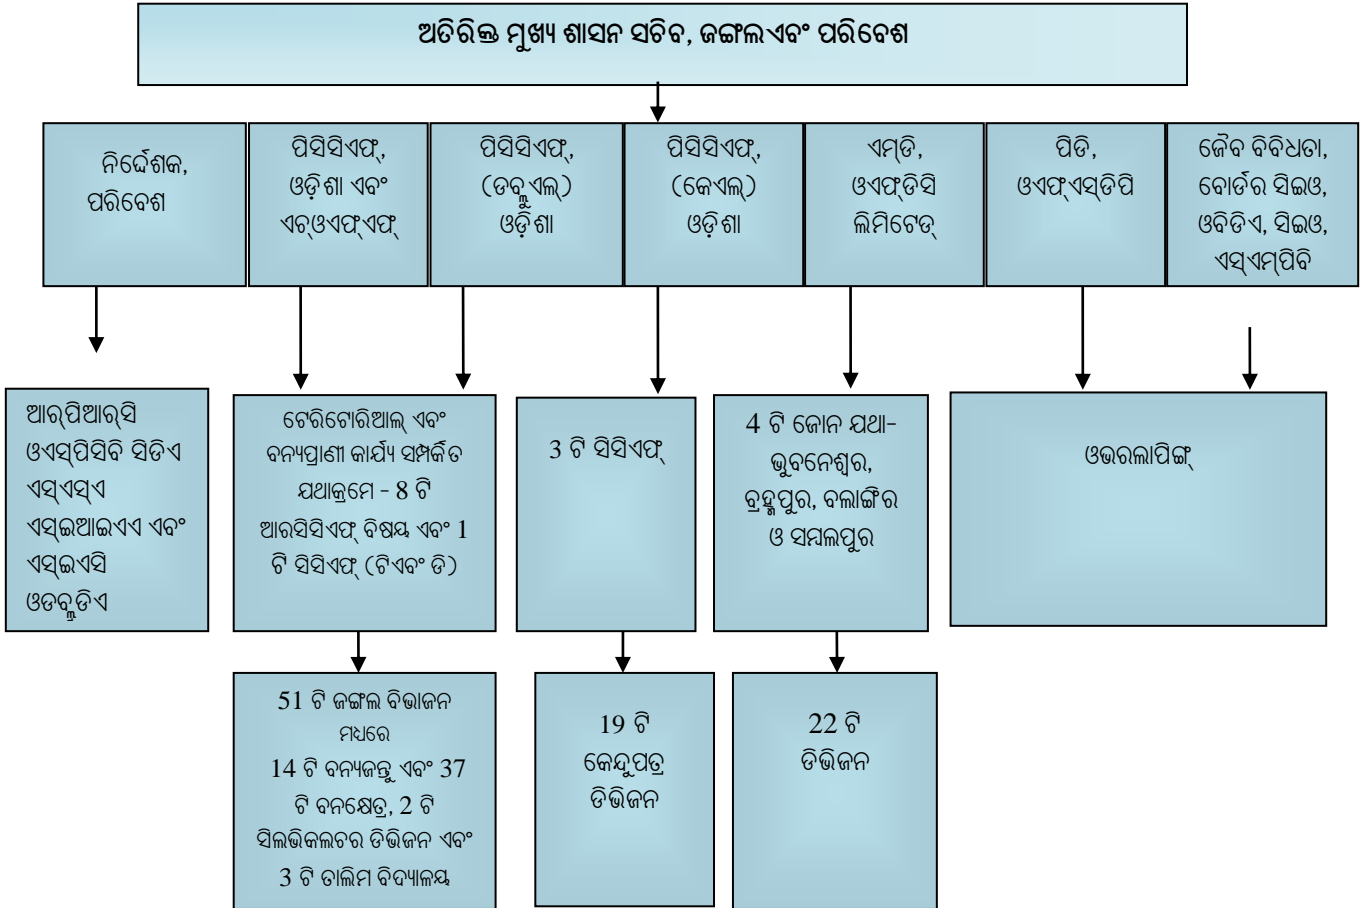 ଅତିରିକ୍ତ ମୁଖ୍ୟ ଶାସନ ସଚିବ, ଜଙ୍ଗଲଏବଂ ପରିବେଶ
ନିର୍ଦ୍ଦେଶକ,
ପରିବେଶ
ପିସିସିଏଫ୍,
ଓଡ଼ିଶା ଏବଂ
ଏଚ୍ଓଏଫ୍ଏଫ୍
ପିସିସିଏଫ୍,
(ଡବ୍ଲୁଏଲ୍)
ଓଡ଼ିଶା
ପିସିସିଏଫ୍,
(କେଏଲ୍)
ଓଡ଼ିଶା
ଏମ୍ଡି,
ଓଏଫ୍ଡିସି
ଲିମିଟେଡ୍
ପିଡି,
ଓଏଫ୍ଏସ୍ଡିପି
ଜୈବ ବିବିଧତା,
ବୋର୍ଡର ସିଇଓ,
ଓବିଡିଏ, ସିଇଓ,
ଏସ୍ଏମ୍ପିବି
ଆର୍ପିଆର୍ସି
ଓଏସ୍ପିସିବି ସିଡିଏ
ଏସ୍ଏସ୍ଏ
ଏସ୍ଇଆଇଏଏ ଏବଂ
ଏସ୍ଇଏସି
ଓଡବ୍ଲୁଡିଏ
ଟେରିଟୋରିଆଲ୍ ଏବଂ
ବନ୍ୟପ୍ରାଣୀ କାର୍ଯ୍ୟ ସମ୍ପର୍କିତ
ଯଥାକ୍ରମେ - 8 ଟି
ଆରସିସିଏଫ୍ ବିଷୟ ଏବଂ 1
ଟି ସିସିଏଫ୍ (ଟିଏବଂ ଡି)
3 ଟି ସିସିଏଫ୍
4 ଟି ଜୋନ ଯଥା-
ଭୁବନେଶ୍ୱର,
ବ୍ରହ୍ମପୁର, ବଲାଙ୍ଗିର
ଓ ସମ୍ବଲପୁର
ଓଭରଲାପିଙ୍ଗ୍
51 ଟି ଜଙ୍ଗଲ ବିଭାଜନ
ମଧ୍ୟରେ
14 ଟି ବନ୍ୟଜନ୍ତୁ ଏବଂ 37
ଟି ବନକ୍ଷେତ୍ର, 2 ଟି
ସିଲଭିକଲଚର ଡିଭିଜନ ଏବଂ
3 ଟି ତାଲିମ ବିଦ୍ୟାଳୟ
19 ଟି
କେନ୍ଦୁପତ୍ର
ଡିଭିଜନ
22 ଟି
ଡିଭିଜନ